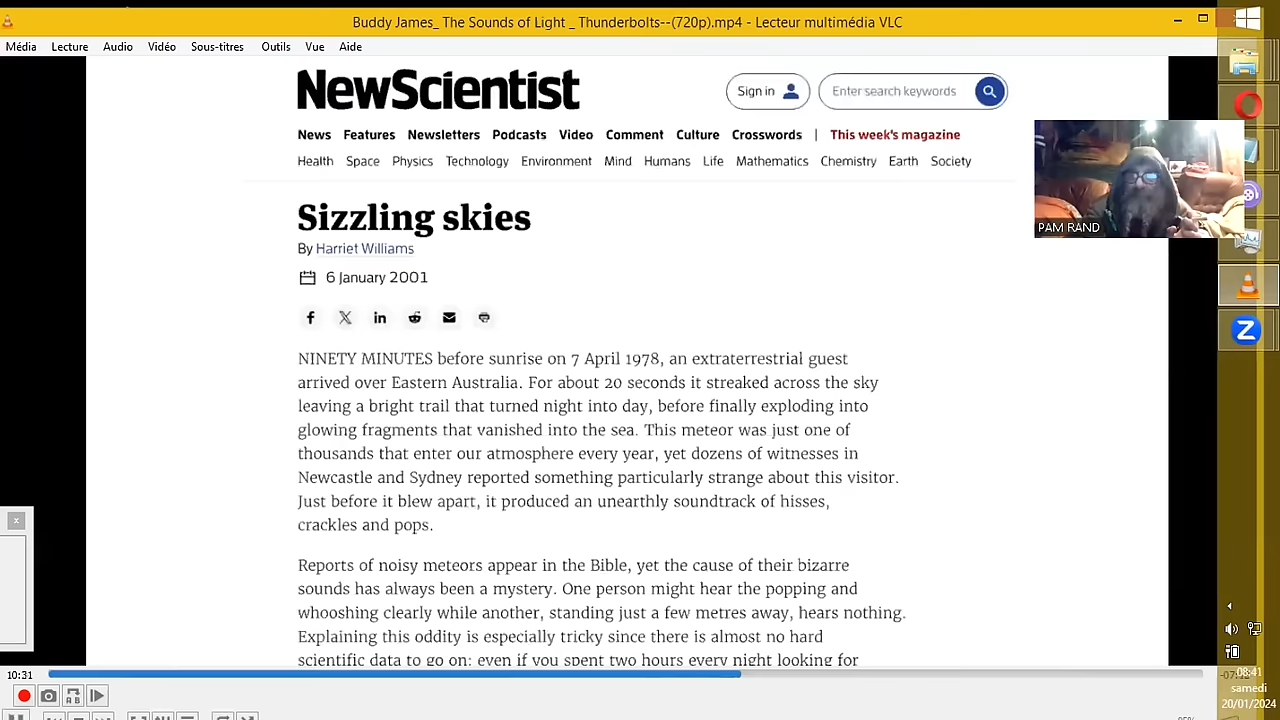 Buddy James_ The Sounds of Light _ Thunderbolts--(720p).mp4 - Lecteur multimédia VLC
Média Lecture Audio Vidéo Sous-titres Outils Vue Aide
NewScientist
Sign in
Enter search keywords
News Features Newsletters Podcasts Video Comment Culture Crosswords | This week's magazine
Health Space Physics Technology Environment Mind Humans Life Mathematics Chemistry Earth Society
PAM RAND
Sizzling skies
By Harriet Williams
6 January 2001
NINETY MINUTES before sunrise on 7 April 1978, an extraterrestrial guest
arrived over Eastern Australia. For about 20 seconds it streaked across the sky
leaving a bright trail that turned night into day, before finally exploding into
glowing fragments that vanished into the sea. This meteor was just one of
thousands that enter our atmosphere every year, yet dozens of witnesses in
Newcastle and Sydney reported something particularly strange about this visitor.
Just before it blew apart, it produced an unearthly soundtrack of hisses,
crackles and pops.
Reports of noisy meteors appear in the Bible, yet the cause of their bizarre
sounds has always been a mystery. One person might hear the popping and
whooshing clearly while another, standing just a few metres away, hears nothing.
Explaining this oddity is especially tricky since there is almost no hard
scientific data to go on: even if you spent two hours every night looking for
10:31
08:41
samedi
20/01/2024